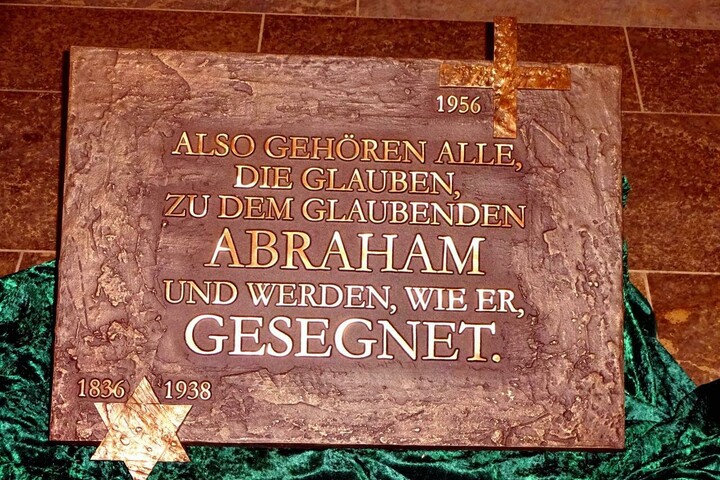 1956
ALSO GEHÖREN ALLE,
DIE GLAUBEN,
ZU DEM GLAUBENDEN
ABRAHAM
UND WERDEN, WIE ER,
GESEGNET.
1836 1938